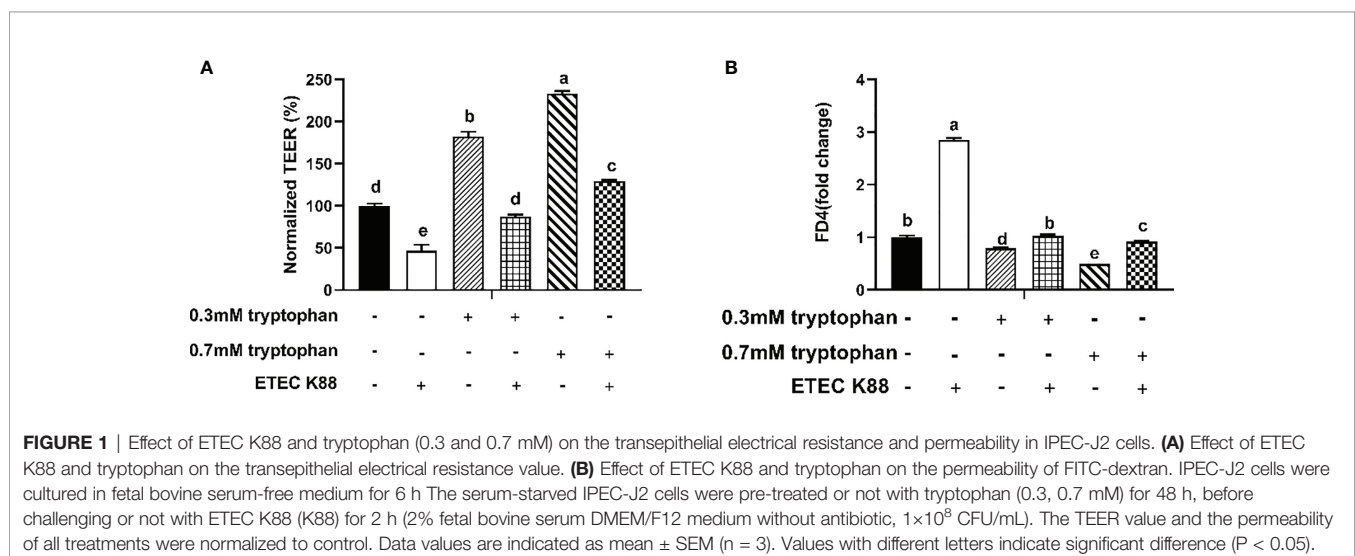 A
Normalized TEER (%)
250
200
150
100
50
0
d
e
b
d
a
c
0.3mM tryptophan - - + + - -
0.7mM tryptophan - - - - + +
ETEC K88 - + - + - +
B
FD4(fold change)
4
3
2
1
0
b
a
d
b
e
c
0.3mM tryptophan - - + + - -
0.7mM tryptophan - - - - + +
ETEC K88 - + - + - +
FIGURE 1 | Effect of ETEC K88 and tryptophan (0.3 and 0.7 mM) on the transepithelial electrical resistance and permeability in IPEC-J2 cells. (A) Effect of ETEC
K88 and tryptophan on the transepithelial electrical resistance value. (B) Effect of ETEC K88 and tryptophan on the permeability of FITC-dextran. IPEC-J2 cells were
cultured in fetal bovine serum-free medium for 6 h The serum-starved IPEC-J2 cells were pre-treated or not with tryptophan (0.3, 0.7 mM) for 48 h, before
challenging or not with ETEC K88 (K88) for 2 h (2% fetal bovine serum DMEM/F12 medium without antibiotic, 1×10⁸ CFU/mL). The TEER value and the permeability
of all treatments were normalized to control. Data values are indicated as mean ± SEM (n = 3). Values with different letters indicate significant difference (P < 0.05).